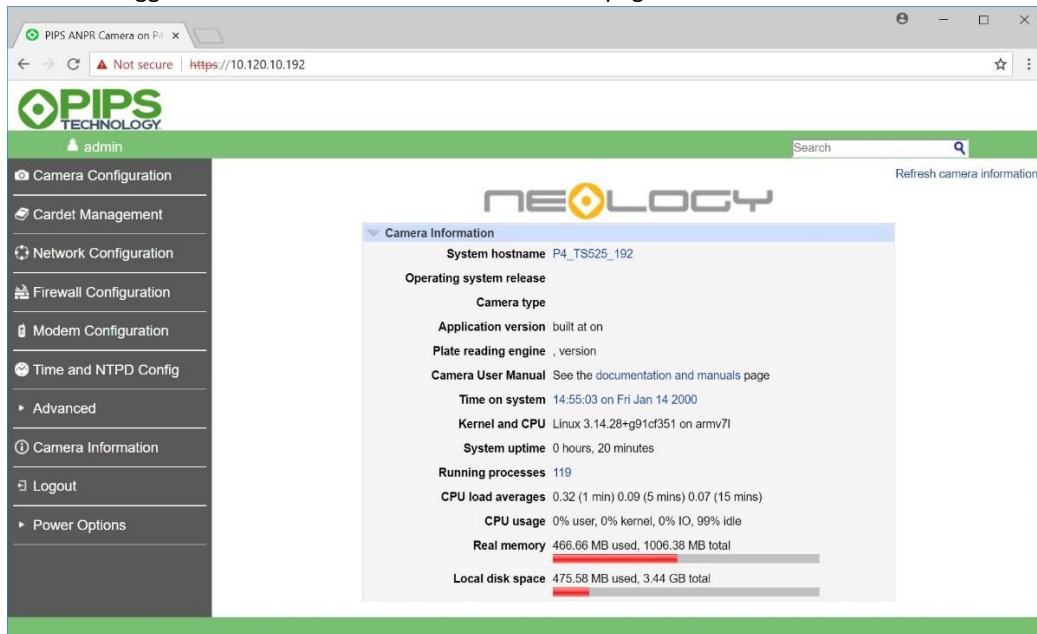 PIPS ANPR Camera on P4
Not secure https://10.120.10.192
PIPS
TECHNOLOGY
admin
Search
Camera Configuration
Refresh camera information
NEOLOGY
Cardet Management
Camera Information
Network Configuration
System hostname P4_TS525_192
Operating system release
Firewall Configuration
Camera type
Modem Configuration
Application version built at on
Plate reading engine , version
Time and NTPD Config
Camera User Manual See the documentation and manuals page
Time on system 14:55:03 on Fri Jan 14 2000
Advanced
Kernel and CPU Linux 3.14.28+g91cf351 on armv7l
Camera Information
System uptime 0 hours, 20 minutes
Running processes 119
Logout
CPU load averages 0.32 (1 min) 0.09 (5 mins) 0.07 (15 mins)
Power Options
CPU usage 0% user, 0% kernel, 0% IO, 99% idle
Real memory 466.66 MB used, 1006.38 MB total
Local disk space 475.58 MB used, 3.44 GB total